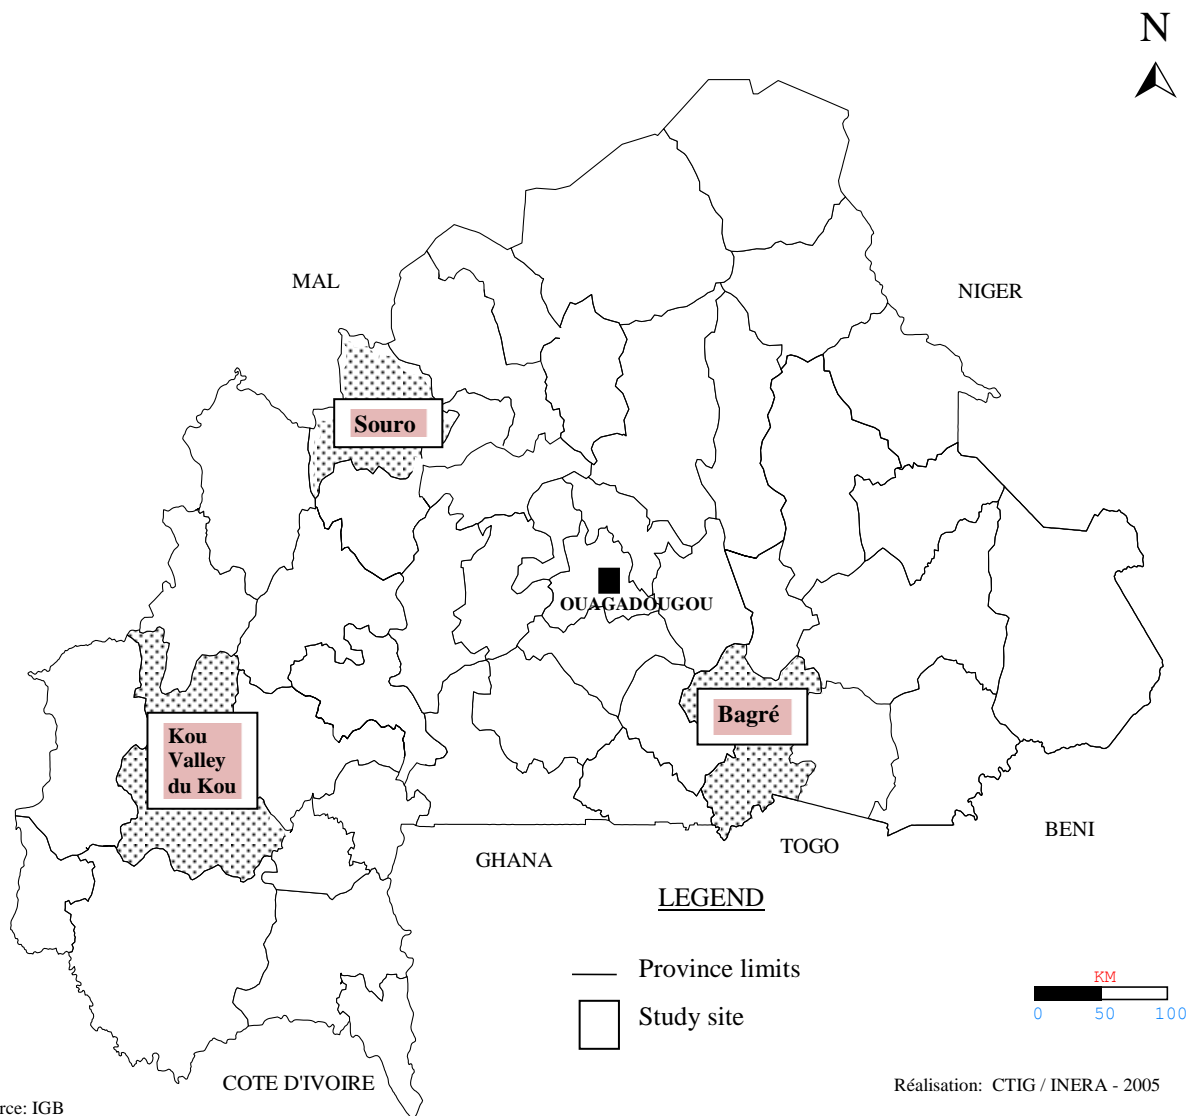 N
MAL
NIGER
Souro
OUAGADOUGOU
Bagré
Kou
Valley
du Kou
BENI
TOGO
GHANA
LEGEND
Province limits
Study site
KM
0 50 100
COTE D'IVOIRE
Réalisation: CTIG / INERA - 2005
rce: IGB